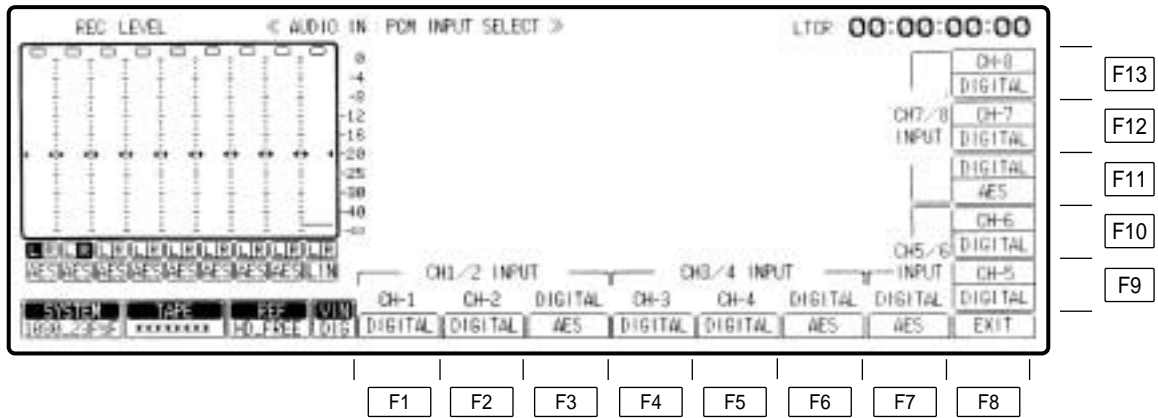 REC LEVEL
≪ AUDIO IN : PCM INPUT SELECT ≫
LTCR 00:00:00:00
0
-4
-8
-12
-16
-20
-25
-30
-40
-60
L R L R L R L R L R L R L R L R L R
AES AES AES AES AES AES AES AES LIN
SYSTEM TAPE REF VIN
******** HD_FREE DIG
CH1/2 INPUT
CH-1 CH-2 DIGITAL
DIGITAL DIGITAL AES
CH3/4 INPUT
CH-3 CH-4 DIGITAL
DIGITAL DIGITAL AES
CH5/6
INPUT
DIGITAL
AES
CH7/8
INPUT
CH-8
DIGITAL
CH-7
DIGITAL
DIGITAL
AES
CH-6
DIGITAL
CH-5
DIGITAL
EXIT
F13
F12
F11
F10
F9
F1 F2 F3 F4 F5 F6 F7 F8